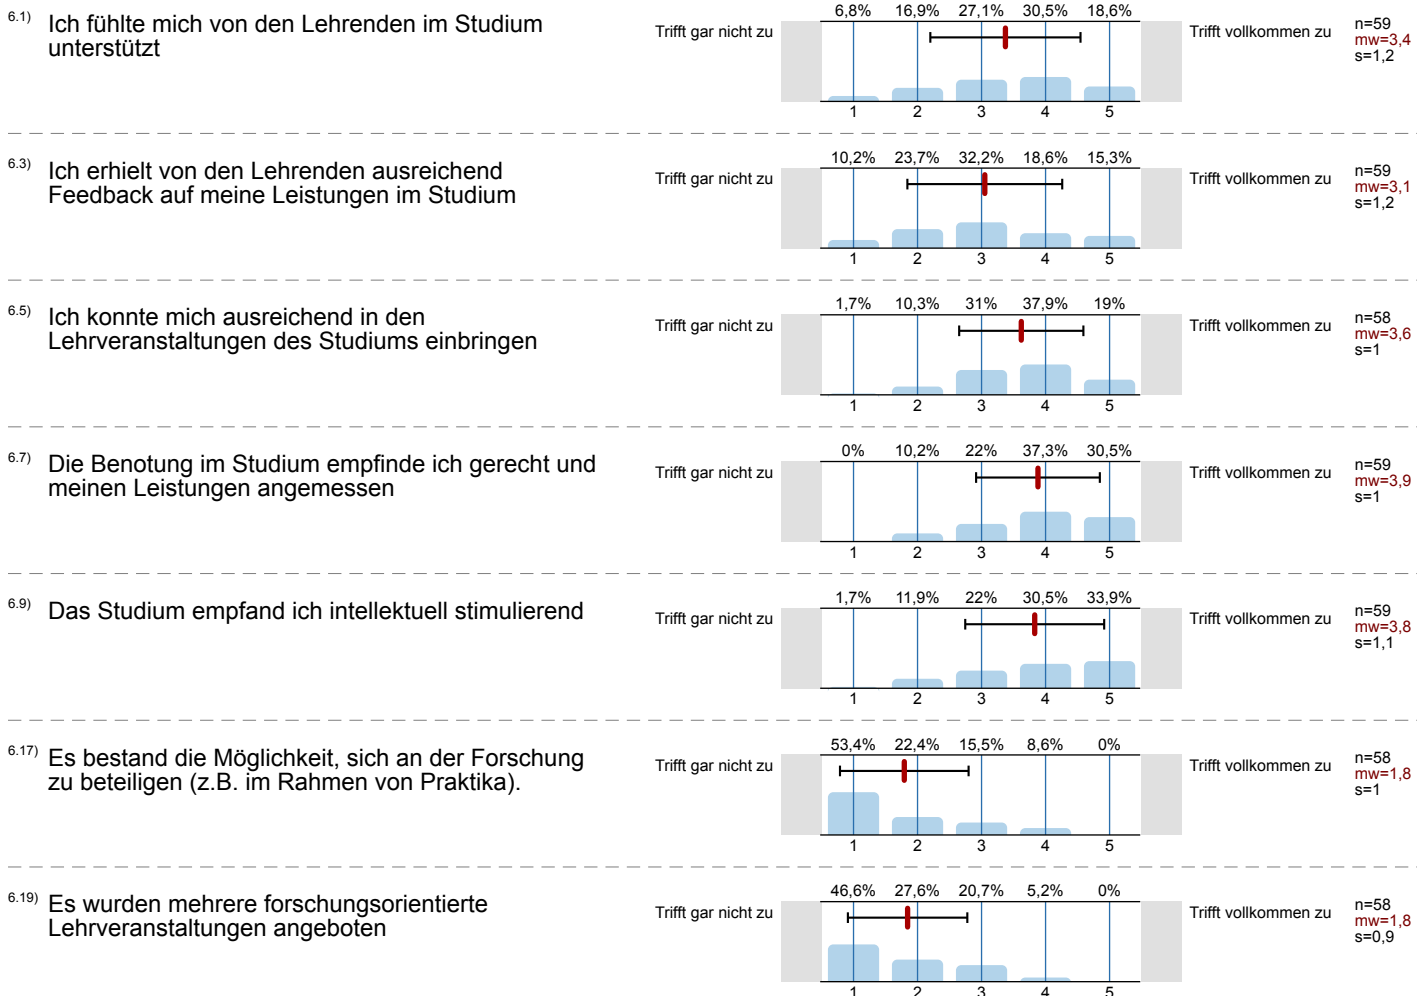 6.1) Ich fühlte mich von den Lehrenden im Studium
unterstützt
Trifft gar nicht zu
6,8% 16,9% 27,1% 30,5% 18,6%
1 2 3 4 5
Trifft vollkommen zu
n=59
mw=3,4
s=1,2
6.3) Ich erhielt von den Lehrenden ausreichend
Feedback auf meine Leistungen im Studium
Trifft gar nicht zu
10,2% 23,7% 32,2% 18,6% 15,3%
1 2 3 4 5
Trifft vollkommen zu
n=59
mw=3,1
s=1,2
6.5) Ich konnte mich ausreichend in den
Lehrveranstaltungen des Studiums einbringen
Trifft gar nicht zu
1,7% 10,3% 31% 37,9% 19%
1 2 3 4 5
Trifft vollkommen zu
n=58
mw=3,6
s=1
6.7) Die Benotung im Studium empfinde ich gerecht und
meinen Leistungen angemessen
Trifft gar nicht zu
0% 10,2% 22% 37,3% 30,5%
1 2 3 4 5
Trifft vollkommen zu
n=59
mw=3,9
s=1
6.9) Das Studium empfand ich intellektuell stimulierend
Trifft gar nicht zu
1,7% 11,9% 22% 30,5% 33,9%
1 2 3 4 5
Trifft vollkommen zu
n=59
mw=3,8
s=1,1
6.17) Es bestand die Möglichkeit, sich an der Forschung
zu beteiligen (z.B. im Rahmen von Praktika).
Trifft gar nicht zu
53,4% 22,4% 15,5% 8,6% 0%
1 2 3 4 5
Trifft vollkommen zu
n=58
mw=1,8
s=1
6.19) Es wurden mehrere forschungsorientierte
Lehrveranstaltungen angeboten
Trifft gar nicht zu
46,6% 27,6% 20,7% 5,2% 0%
1 2 3 4 5
Trifft vollkommen zu
n=58
mw=1,8
s=0,9